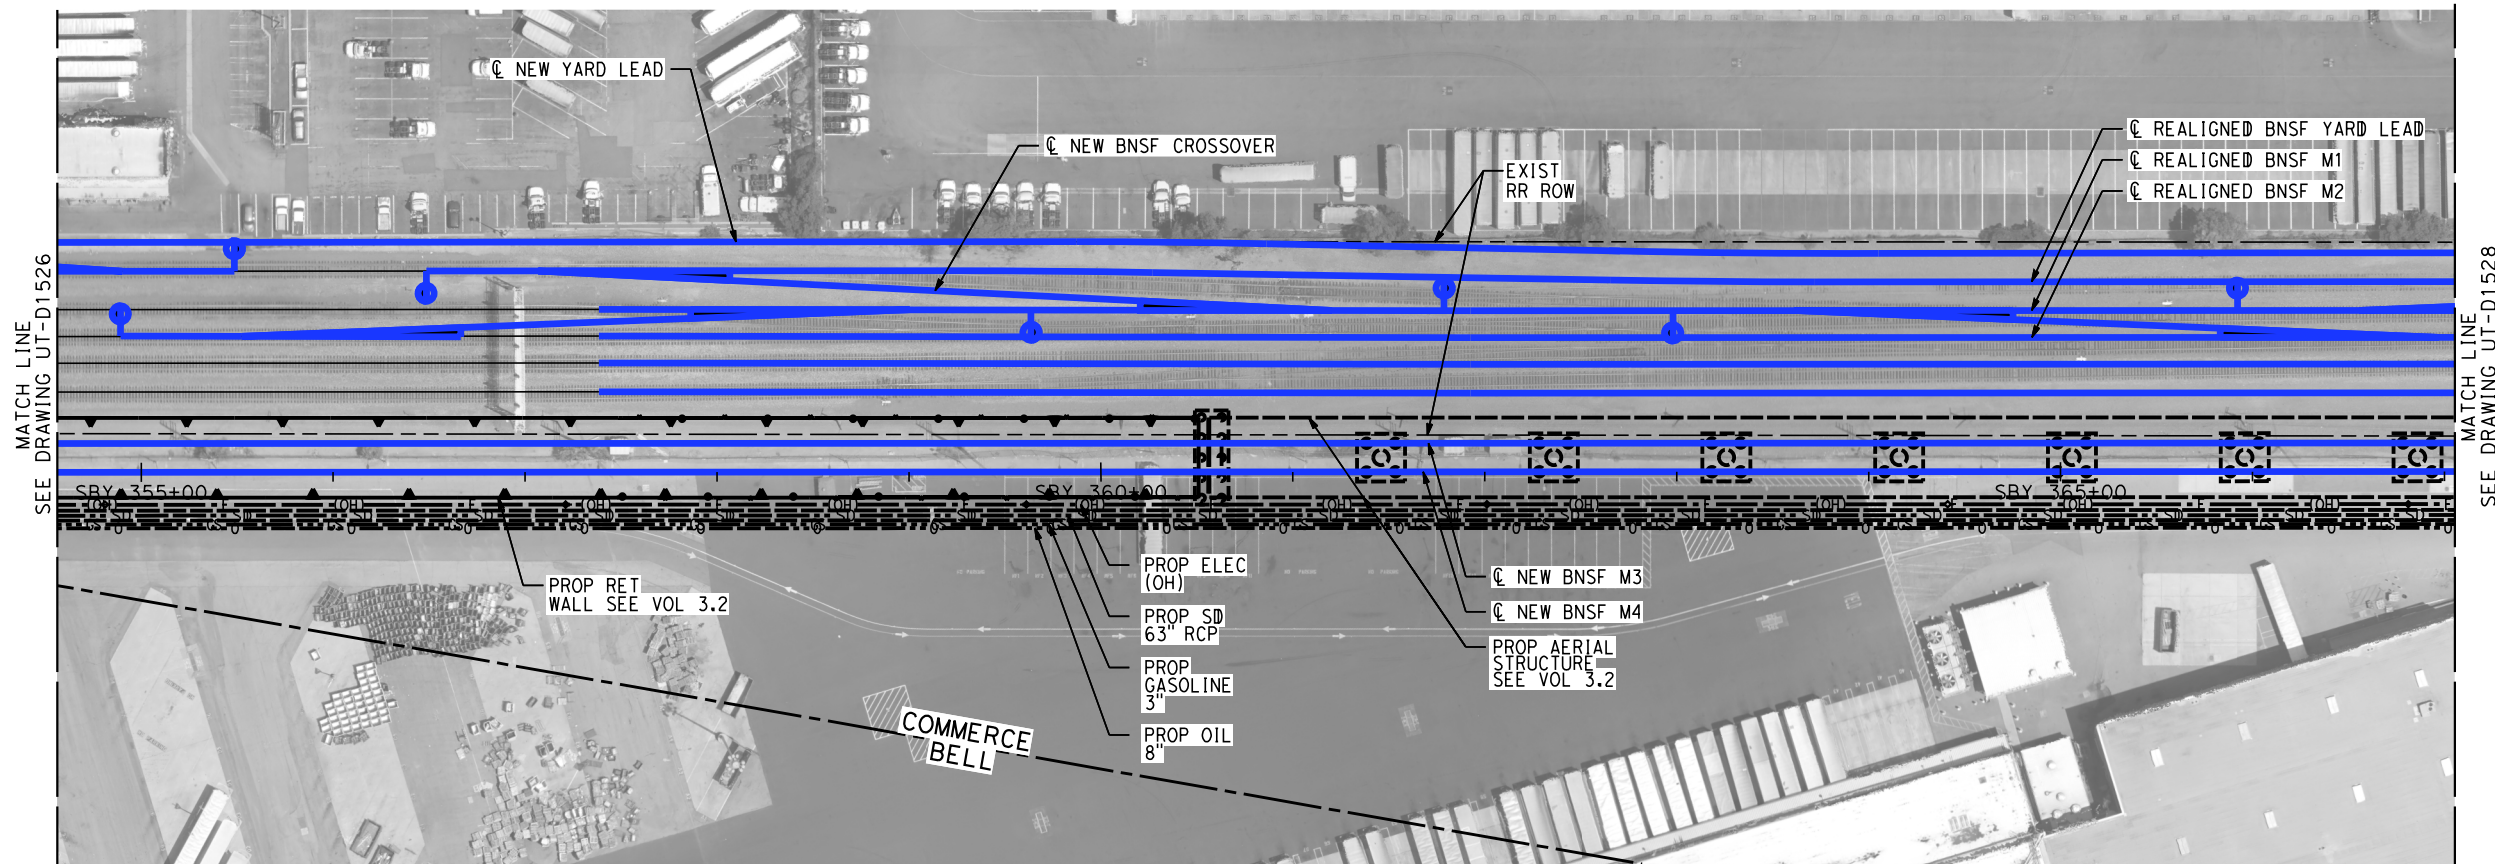 ℄ NEW YARD LEAD
℄ NEW BNSF CROSSOVER
EXIST
RR ROW
℄ REALIGNED BNSF YARD LEAD
℄ REALIGNED BNSF M1
℄ REALIGNED BNSF M2
MATCH LINE
SEE DRAWING UT-D1526
MATCH LINE
SEE DRAWING UT-D1528
SBY 355+00
SBY 360+00
SBY 365+00
PROP RET
WALL SEE VOL 3.2
PROP ELEC
(OH)
PROP SD
63" RCP
PROP
GASOLINE
3"
PROP OIL
8"
℄ NEW BNSF M3
℄ NEW BNSF M4
PROP AERIAL
STRUCTURE
SEE VOL 3.2
COMMERCE
BELL